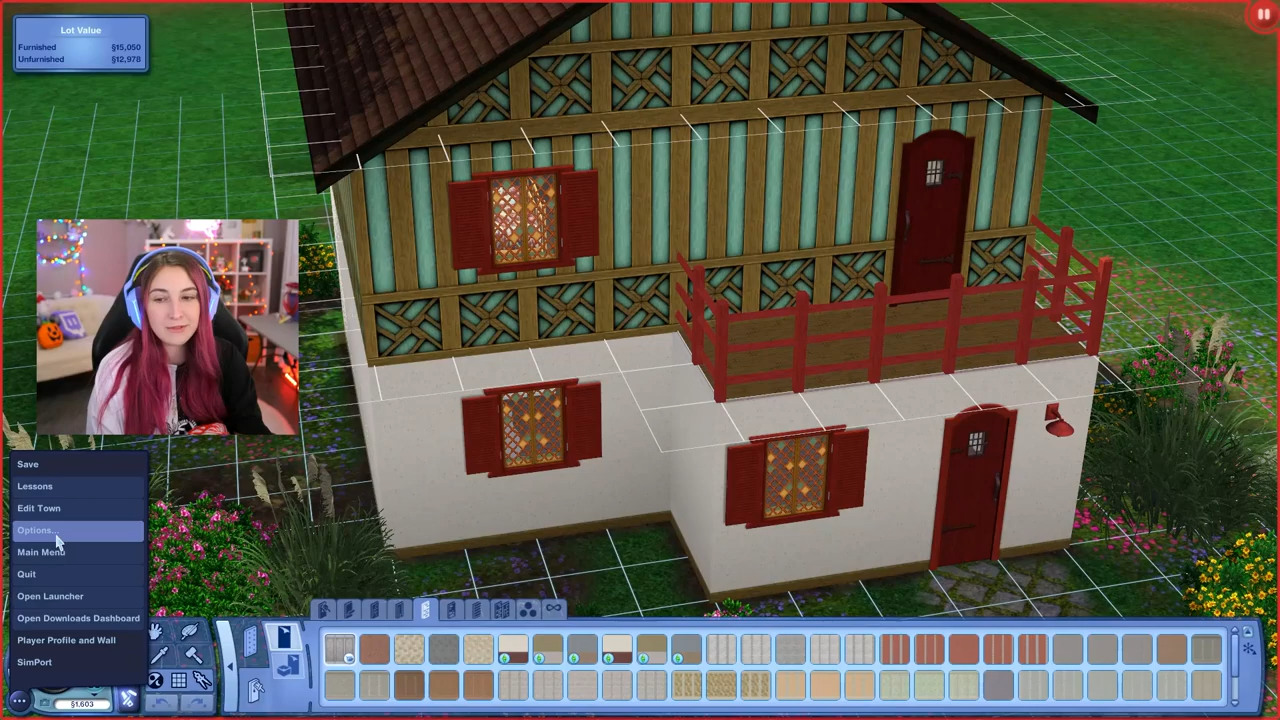 Lot Value
Furnished §15,050
Unfurnished §12,978
Save
Lessons
Edit Town
Options...
Main Menu
Quit
Open Launcher
Open Downloads Dashboard
Player Profile and Wall
SimPort
§1,603